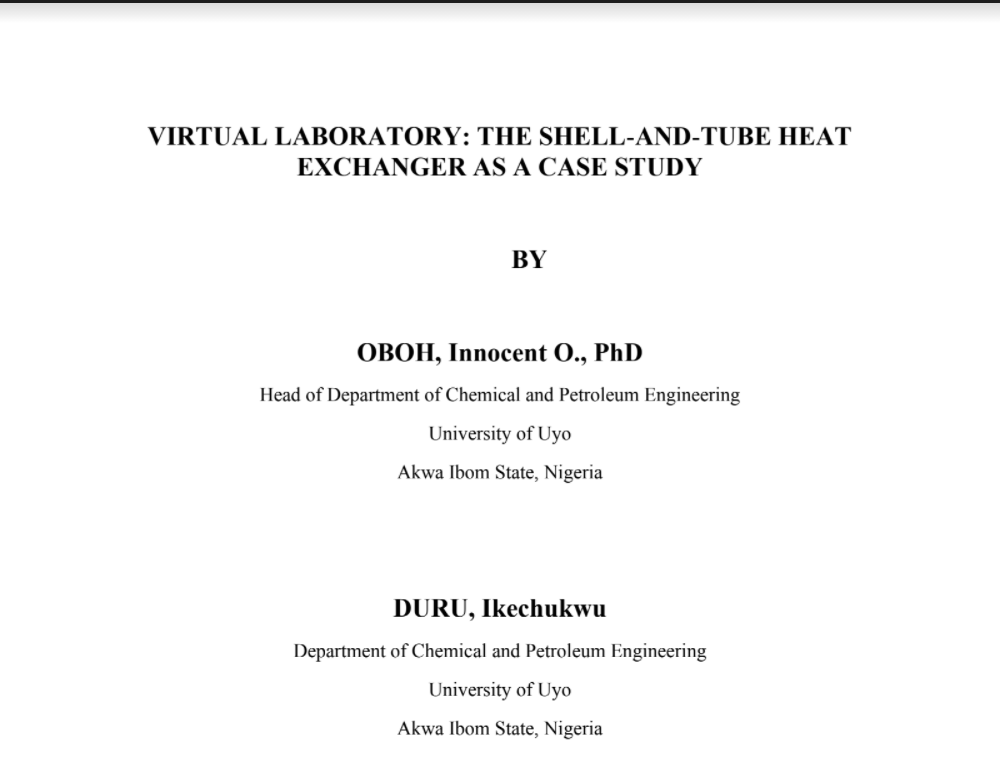 VIRTUAL LABORATORY: THE SHELL-AND-TUBE HEAT
EXCHANGER AS A CASE STUDY
BY
OBOH, Innocent O., PhD
Head of Department of Chemical and Petroleum Engineering
University of Uyo
Akwa Ibom State, Nigeria
DURU, Ikechukwu
Department of Chemical and Petroleum Engineering
University of Uyo
Akwa Ibom State, Nigeria